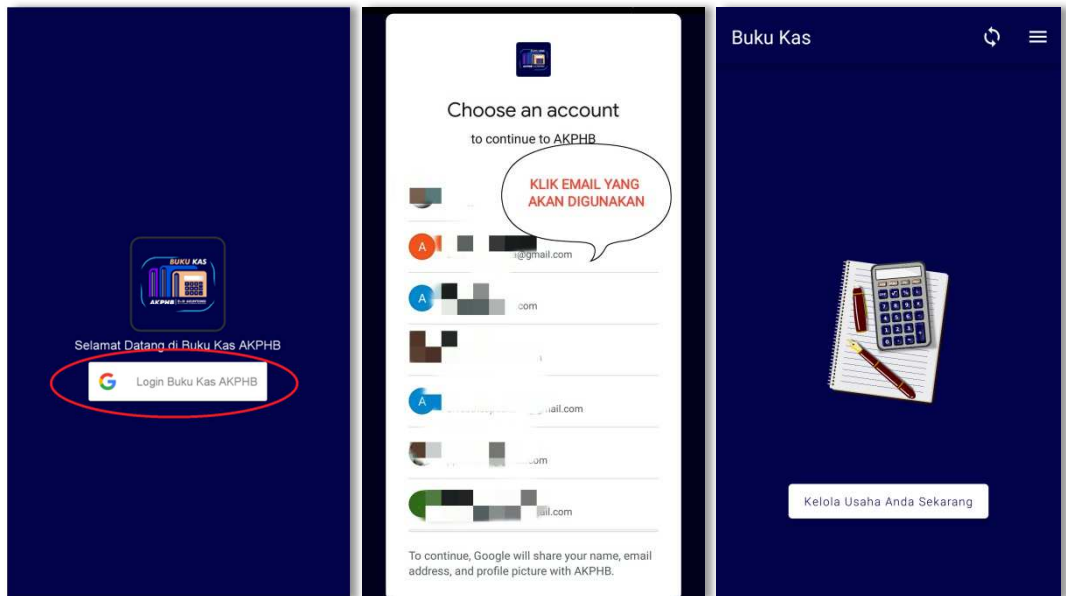 BUKU KAS
AKPHB
Selamat Datang di Buku Kas AKPHB
G Login Buku Kas AKPHB
Choose an account
to continue to AKPHB
KLIK EMAIL YANG
AKAN DIGUNAKAN
A
@gmail.com
A
.com
A
ail.com
.com
ail.com
To continue, Google will share your name, email
address, and profile picture with AKPHB.
Buku Kas
Kelola Usaha Anda Sekarang